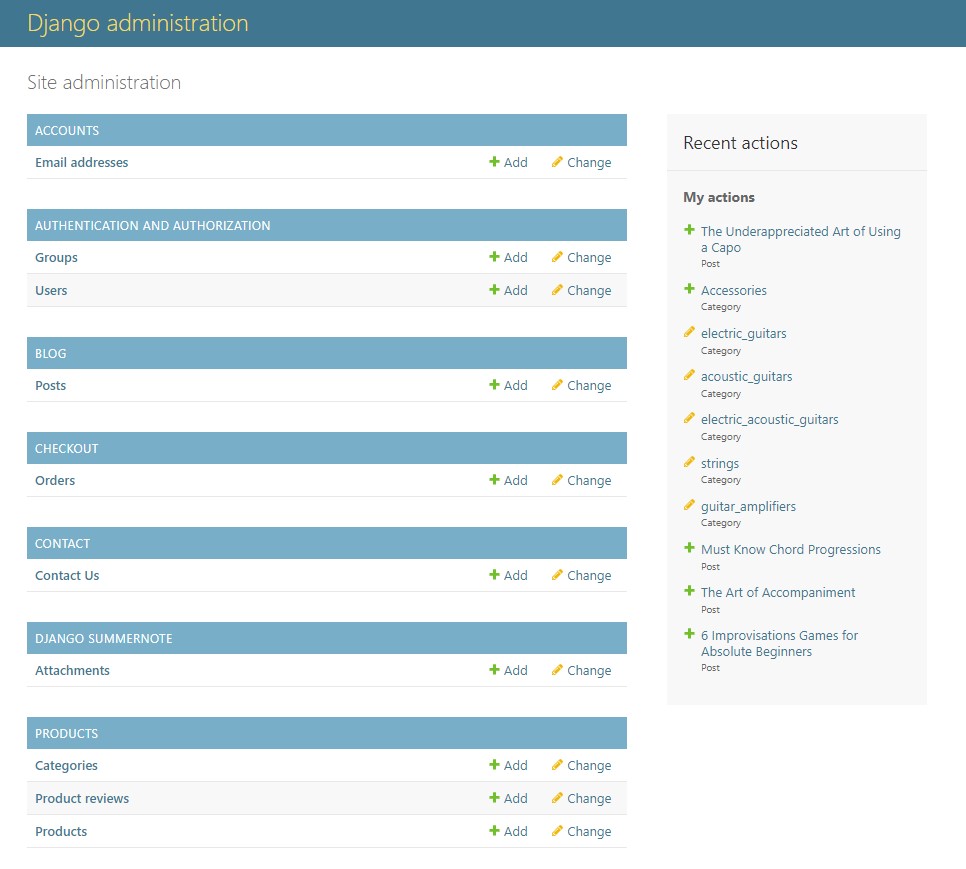 Django administration
Site administration
ACCOUNTS
Email addresses Add Change
AUTHENTICATION AND AUTHORIZATION
Groups Add Change
Users Add Change
BLOG
Posts Add Change
CHECKOUT
Orders Add Change
CONTACT
Contact Us Add Change
DJANGO SUMMERNOTE
Attachments Add Change
PRODUCTS
Categories Add Change
Product reviews Add Change
Products Add Change
Recent actions
My actions
The Underappreciated Art of Using
a Capo
Post
Accessories
Category
electric_guitars
Category
acoustic_guitars
Category
electric_acoustic_guitars
Category
strings
Category
guitar_amplifiers
Category
Must Know Chord Progressions
Post
The Art of Accompaniment
Post
6 Improvisations Games for
Absolute Beginners
Post